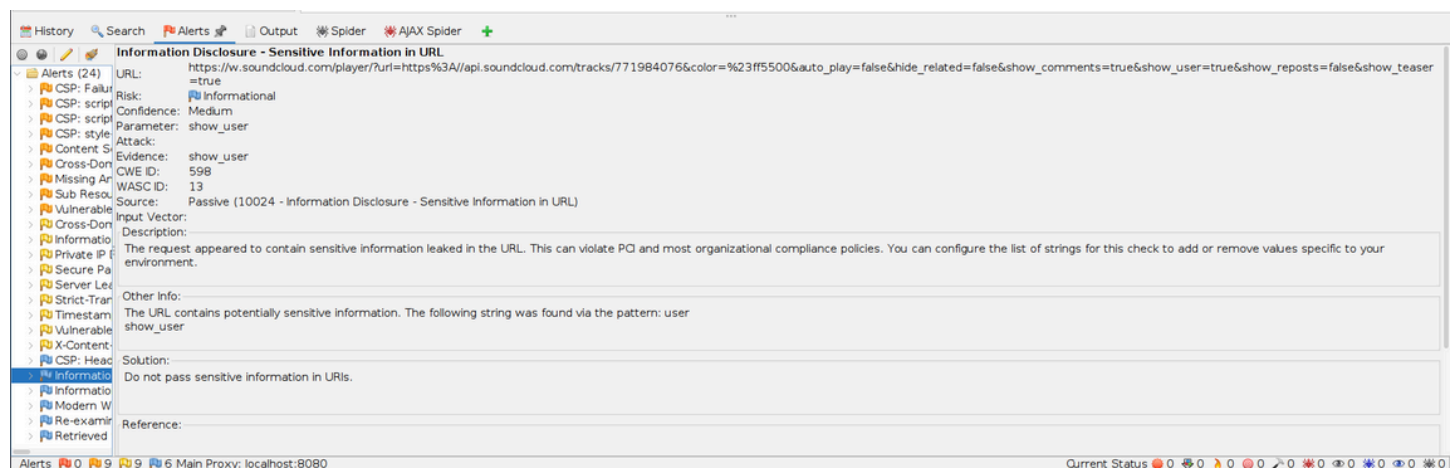 History Search Alerts Output Spider AJAX Spider
Information Disclosure - Sensitive Information in URL
Alerts (24)
CSP: Failur
CSP: script
CSP: script
CSP: style
Content S
Cross-Dom
Missing An
Sub Resou
Vulnerable
Cross-Dom
Informatio
Private IP
Secure Pa
Server Lea
Strict-Tran
Timestam
Vulnerable
X-Content-
CSP: Head
Informatio
Informatio
Modern W
Re-examin
Retrieved
URL: https://w.soundcloud.com/player/?url=https%3A//api.soundcloud.com/tracks/771984076&color=%23ff5500&auto_play=false&hide_related=false&show_comments=true&show_user=true&show_reposts=false&show_teaser
=true
Risk: Informational
Confidence: Medium
Parameter: show_user
Attack:
Evidence: show_user
CWE ID: 598
WASC ID: 13
Source: Passive (10024 - Information Disclosure - Sensitive Information in URL)
Input Vector:
Description:
The request appeared to contain sensitive information leaked in the URL. This can violate PCI and most organizational compliance policies. You can configure the list of strings for this check to add or remove values specific to your
environment.
Other Info:
The URL contains potentially sensitive information. The following string was found via the pattern: user
show_user
Solution:
Do not pass sensitive information in URIs.
Reference:
Alerts 0 9 9 6 Main Proxy: localhost:8080 Current Status 0 0 0 0 0 0 0 0 0 0